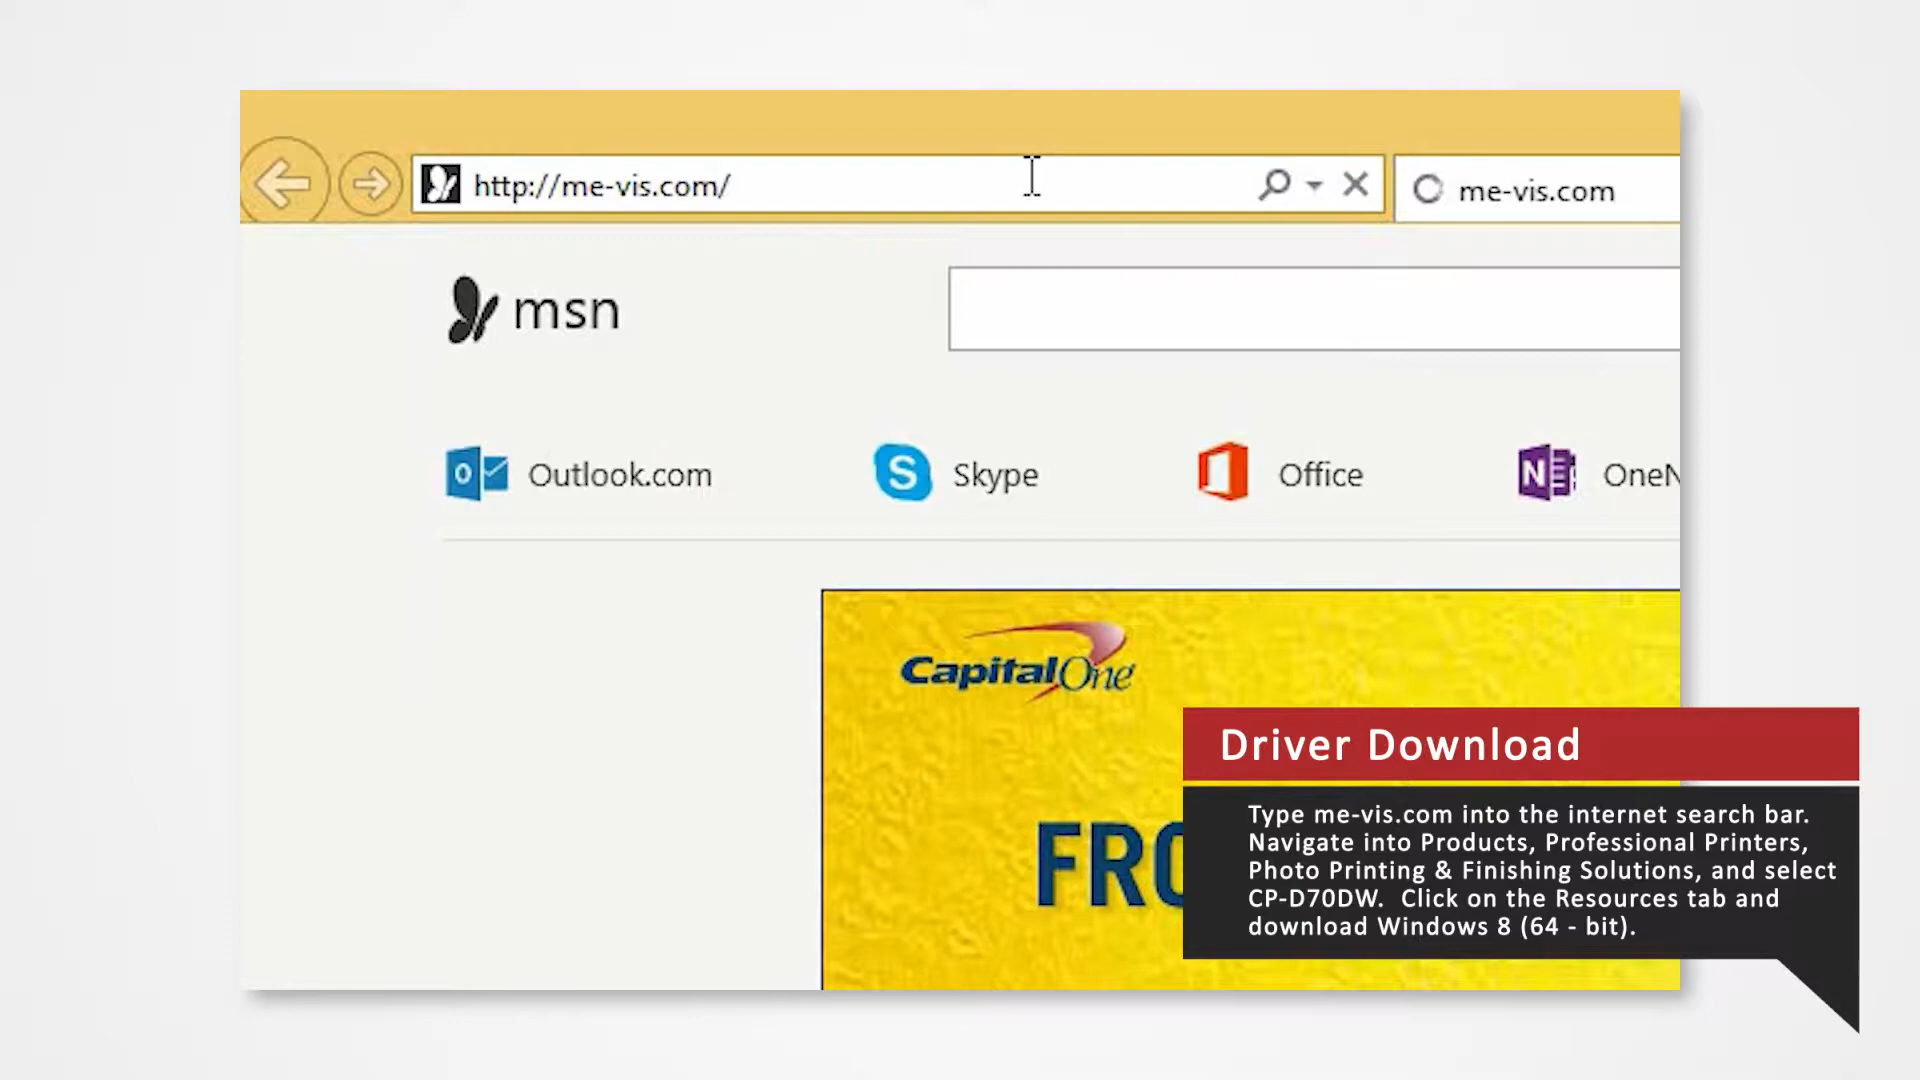 http://me-vis.com/
me-vis.com
msn
Outlook.com
Skype
Office
OneN
CapitalOne
FRO
Driver Download
Type me-vis.com into the internet search bar.
Navigate into Products, Professional Printers,
Photo Printing & Finishing Solutions, and select
CP-D70DW.  Click on the Resources tab and
download Windows 8 (64 - bit).